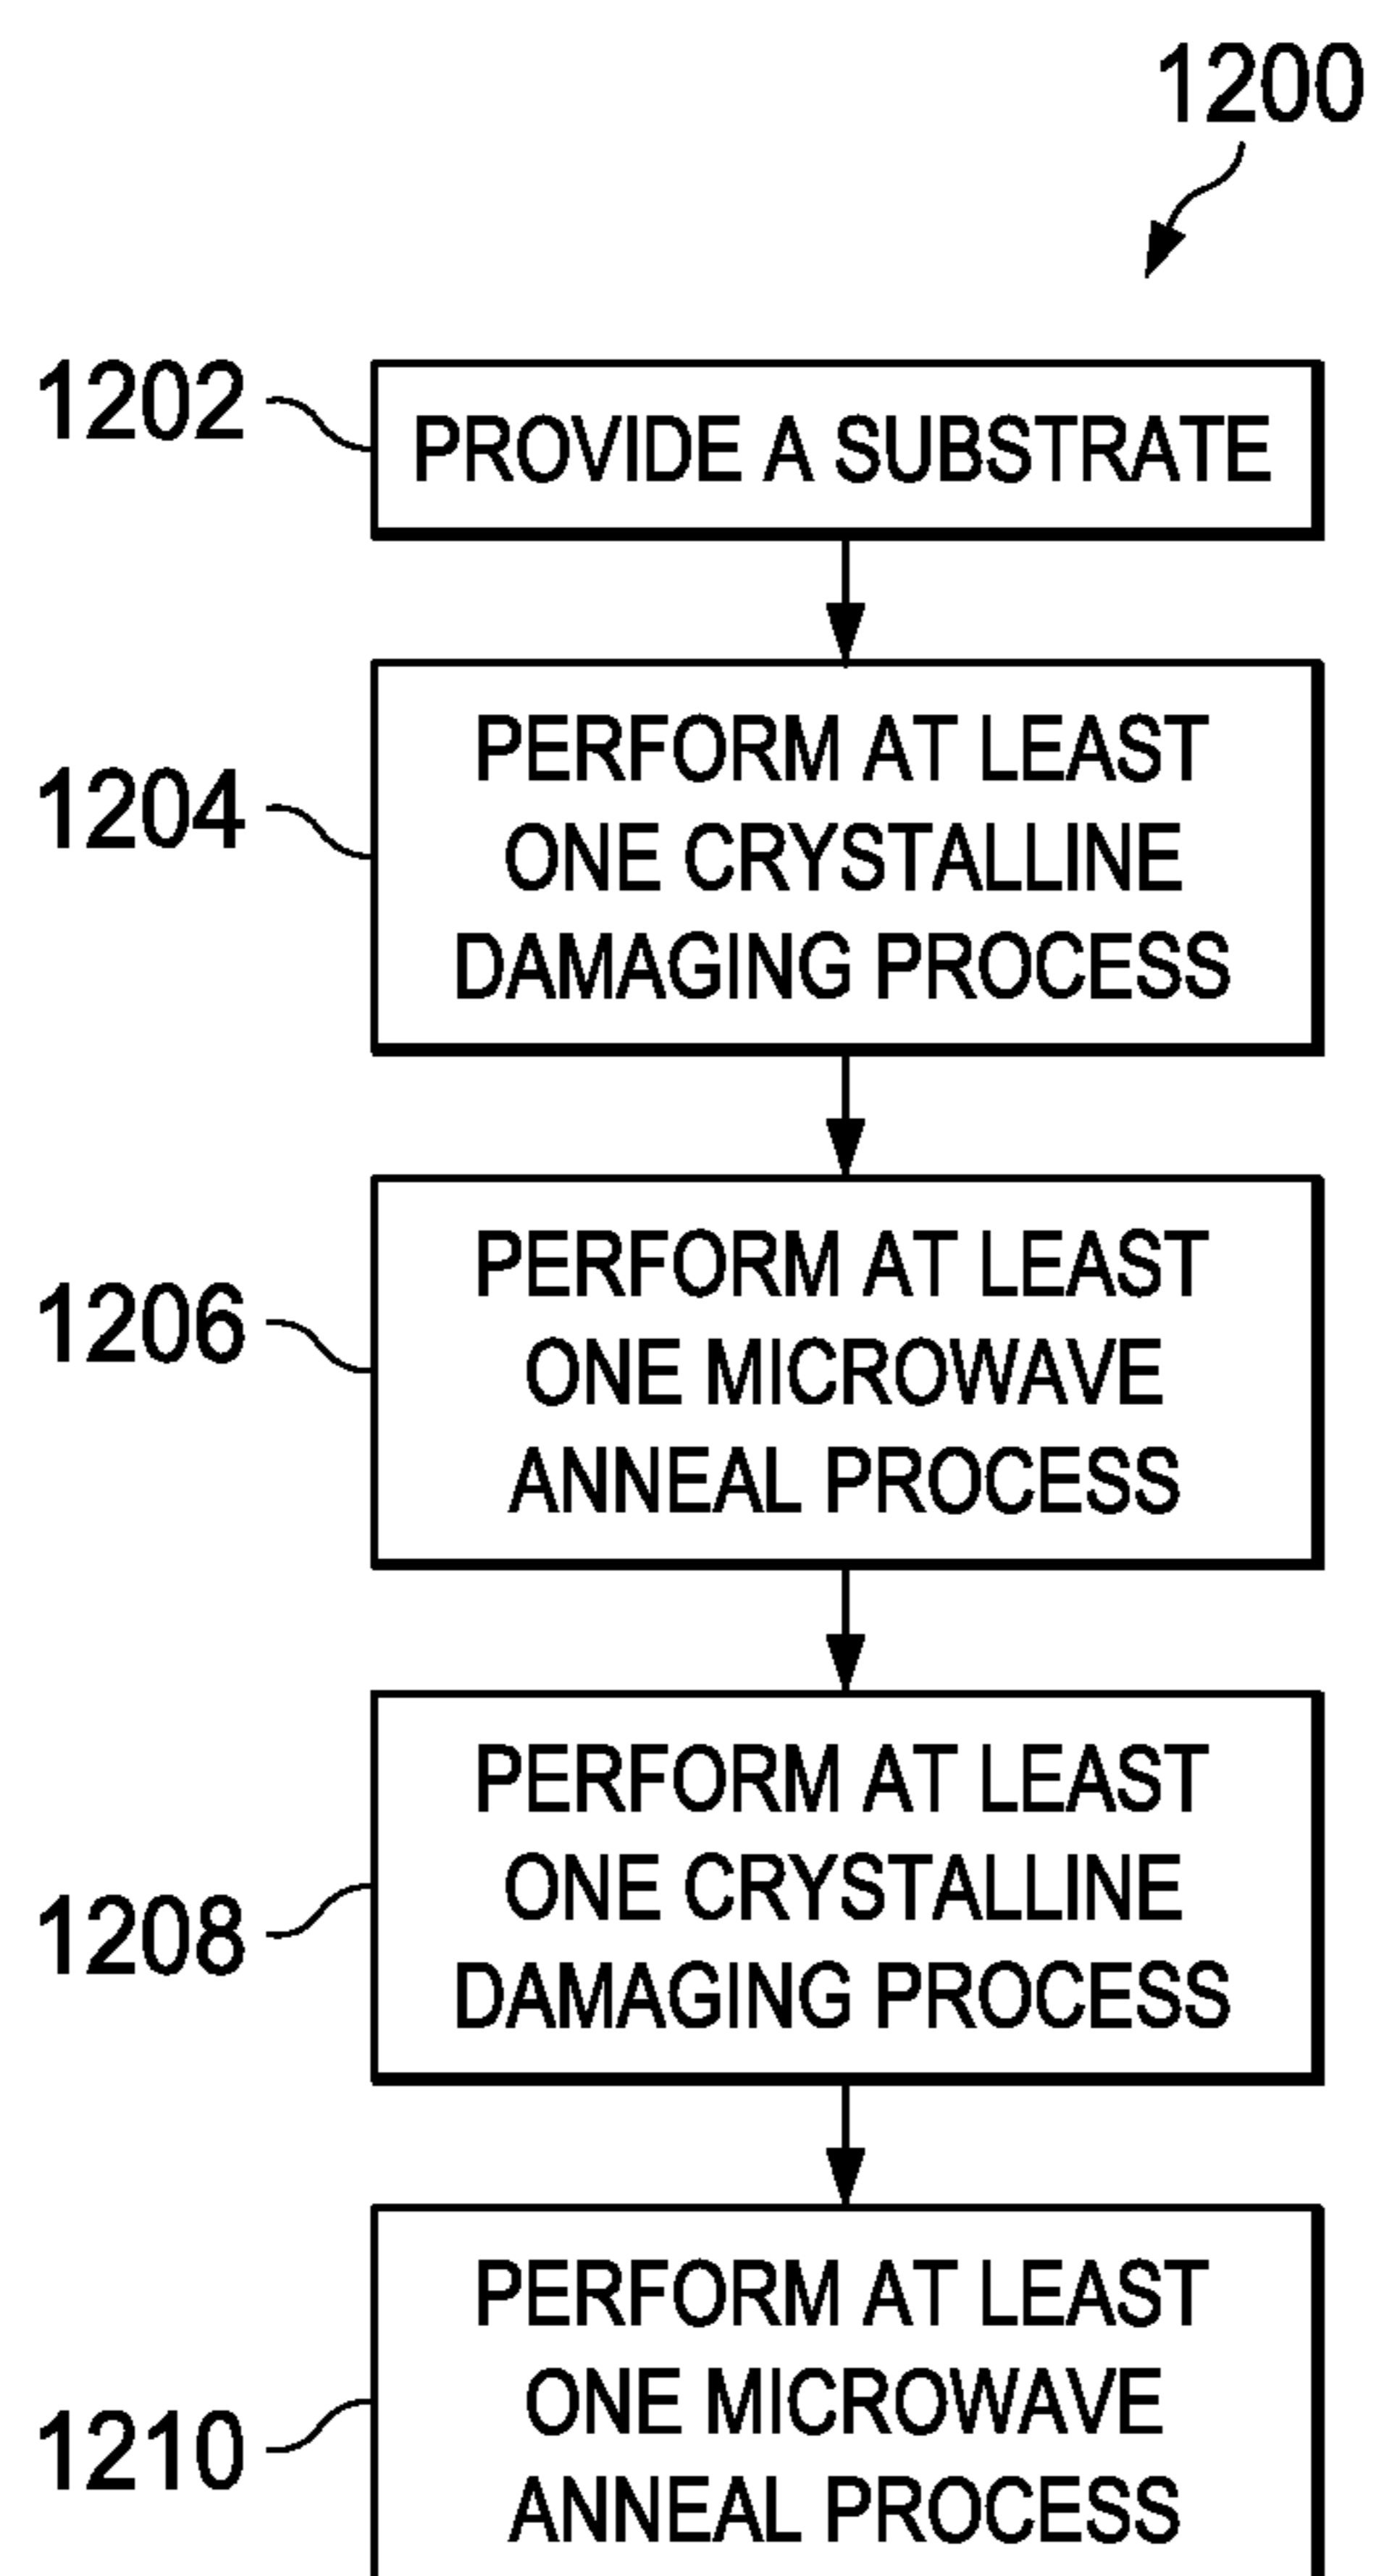 1200
1202
PROVIDE A SUBSTRATE
1204
PERFORM AT LEAST
ONE CRYSTALLINE
DAMAGING PROCESS
1206
PERFORM AT LEAST
ONE MICROWAVE
ANNEAL PROCESS
1208
PERFORM AT LEAST
ONE CRYSTALLINE
DAMAGING PROCESS
1210
PERFORM AT LEAST
ONE MICROWAVE
ANNEAL PROCESS